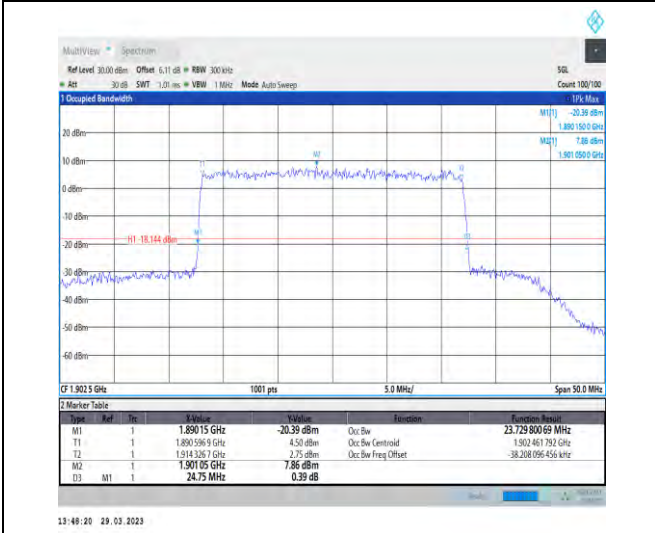 MultiView Spectrum
Ref Level 30.00 dBm Offset 6.11 dB RBW 300 kHz SGL
Att 30 dB SWT 1.01 ms VBW 1 MHz Mode Auto Sweep Count 100/100
1 Occupied Bandwidth 1Pk Max
M1[1] -20.39 dBm
1.890 150 0 GHz
20 dBm M2[1] 7.86 dBm
1.901 050 0 GHz
10 dBm M2
T1
0 dBm
-10 dBm
M1
H1 -18.144 dBm
-20 dBm
-30 dBm
-40 dBm
-50 dBm
-60 dBm
CF 1.902 5 GHz 1001 pts 5.0 MHz/ Span 50.0 MHz
2 Marker Table
Type Ref Trc X-Value Y-Value Function Function Result
M1 1 1.890 15 GHz -20.39 dBm Occ Bw 23.729 800 69 MHz
T1 1 1.890 596 9 GHz 4.50 dBm Occ Bw Centroid 1.902 461 792 GHz
T2 1 1.914 326 7 GHz 2.75 dBm Occ Bw Freq Offset -38.208 096 456 kHz
M2 1 1.901 05 GHz 7.86 dBm
D3 M1 1 24.75 MHz 0.39 dB
13:48:20 29.03.2023